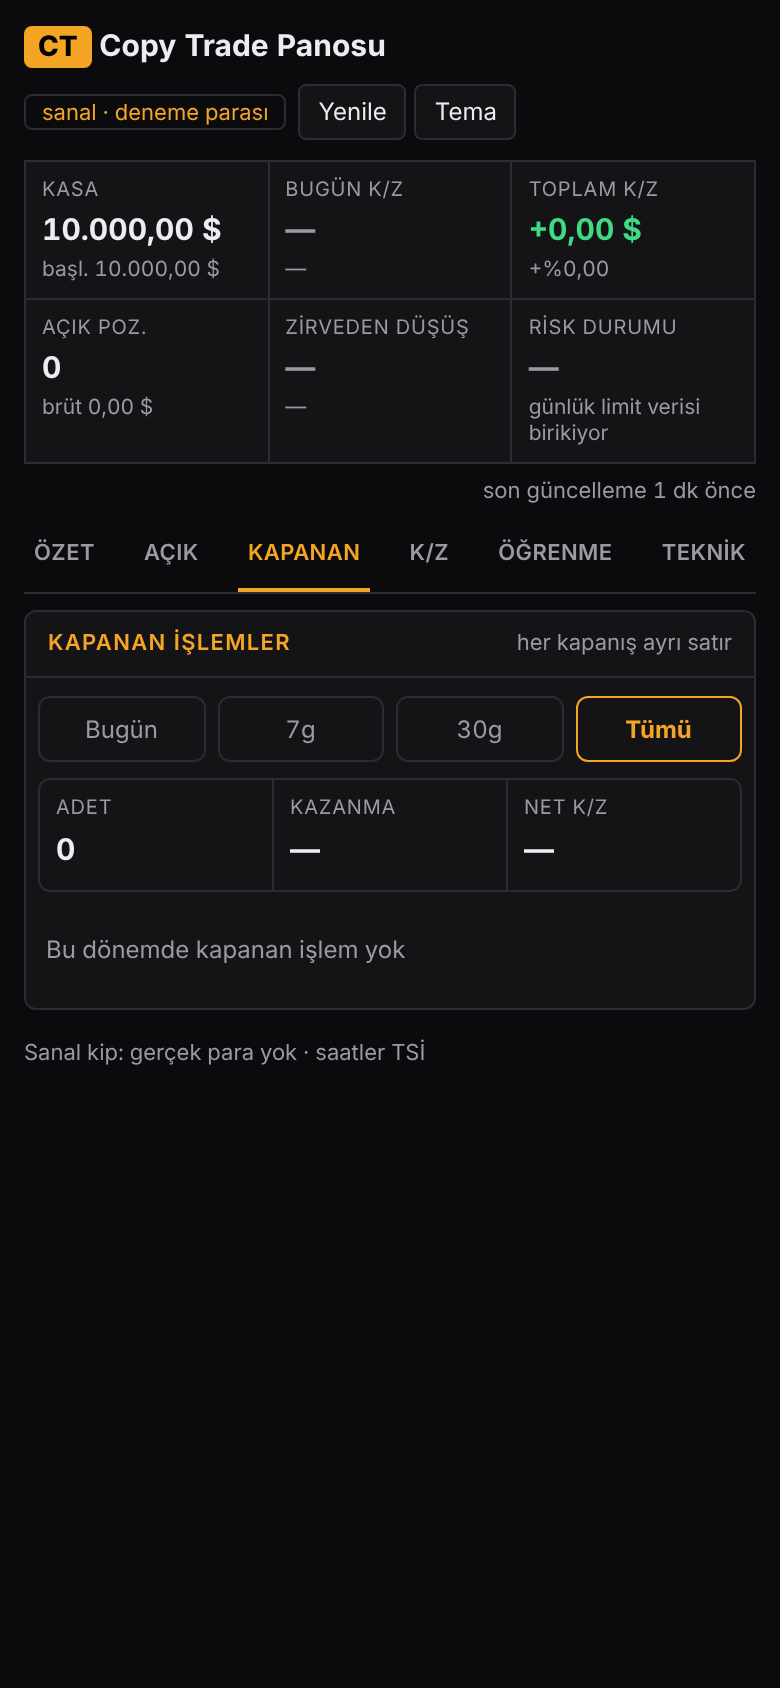 CT Copy Trade Panosu
sanal · deneme parası Yenile Tema
KASA BUGÜN K/Z TOPLAM K/Z
10.000,00 $ — +0,00 $
başl. 10.000,00 $ — +%0,00
AÇIK POZ. ZİRVEDEN DÜŞÜŞ RİSK DURUMU
0 — —
brüt 0,00 $ — günlük limit verisi
birikiyor
son güncelleme 1 dk önce
ÖZET AÇIK KAPANAN K/Z ÖĞRENME TEKNİK
KAPANAN İŞLEMLER her kapanış ayrı satır
Bugün 7g 30g Tümü
ADET KAZANMA NET K/Z
0 — —
Bu dönemde kapanan işlem yok
Sanal kip: gerçek para yok · saatler TSİ